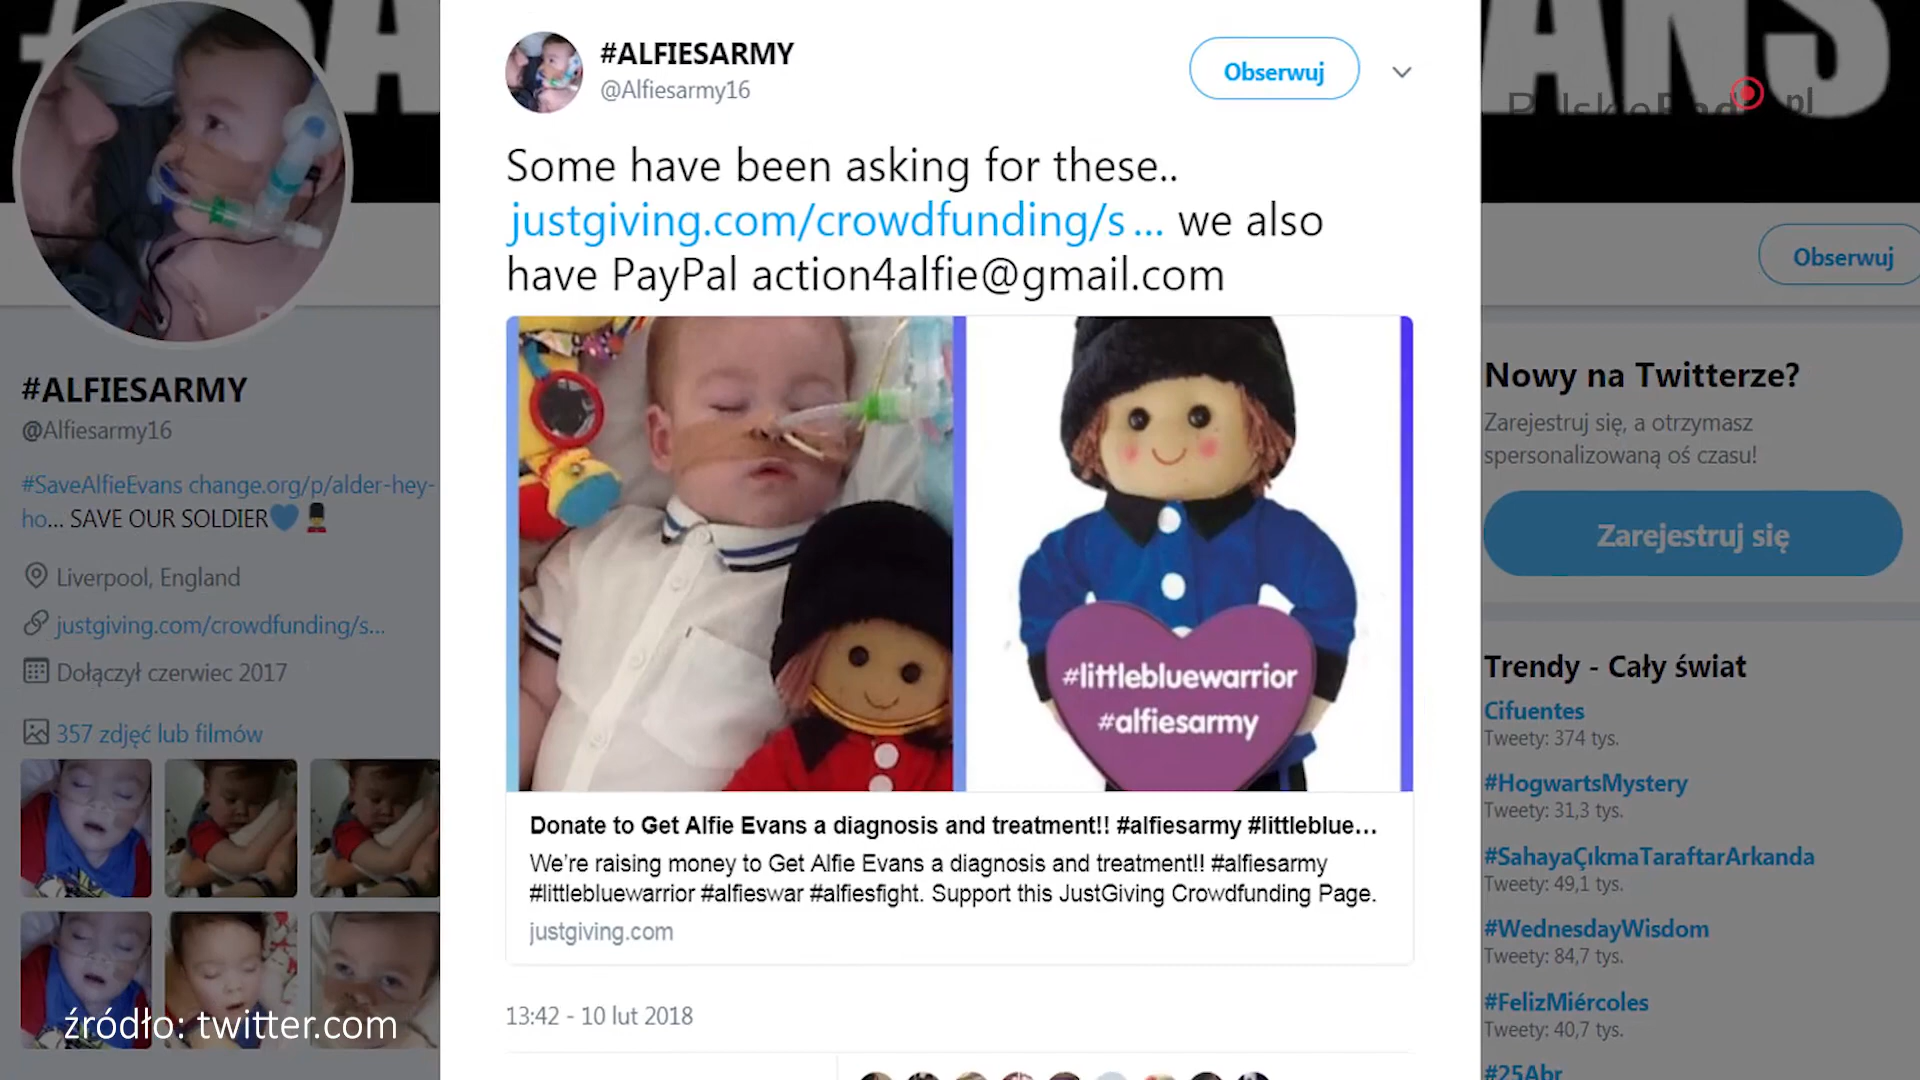 #ALFIESARMY
@Alfiesarmy16
Obserwuj
Some have been asking for these..
justgiving.com/crowdfunding/s... we also
have PayPal action4alfie@gmail.com
#littlebluewarrior
#alfiesarmy
Donate to Get Alfie Evans a diagnosis and treatment!! #alfiesarmy #littleblue...
We're raising money to Get Alfie Evans a diagnosis and treatment!! #alfiesarmy
#littlebluewarrior #alfieswar #alfiesfight. Support this JustGiving Crowdfunding Page.
justgiving.com
13:42 - 10 lut 2018
#ALFIESARMY
@Alfiesarmy16
#SaveAlfieEvans change.org/p/alder-hey-
ho... SAVE OUR SOLDIER
Liverpool, England
justgiving.com/crowdfunding/s...
Dołączył czerwiec 2017
357 zdjęć lub filmów
źródło: twitter.com
ANS
PolskieRadio.pl
Obserwuj
Nowy na Twitterze?
Zarejestruj się, a otrzymasz
spersonalizowaną oś czasu!
Zarejestruj się
Trendy - Cały świat
Cifuentes
Tweety: 374 tys.
#HogwartsMystery
Tweety: 31,3 tys.
#SahayaÇıkmaTaraftarArkanda
Tweety: 49,1 tys.
#WednesdayWisdom
Tweety: 84,7 tys.
#FelizMiércoles
Tweety: 40,7 tys.
#25Abr